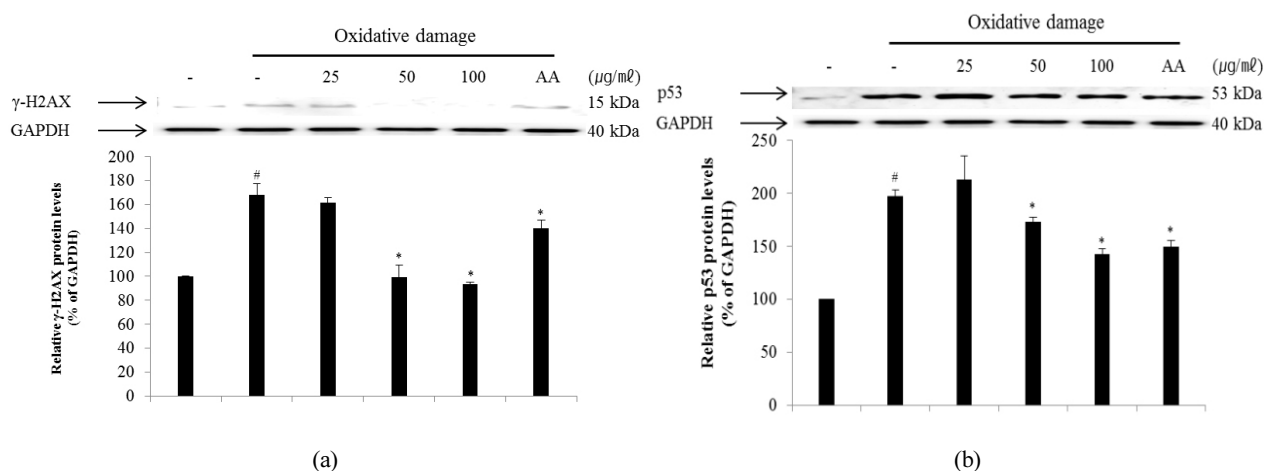 Oxidative damage
- - 25 50 100 AA (μg/㎖)
γ-H2AX 15 kDa
GAPDH 40 kDa
Relative γ-H2AX protein levels
(% of GAPDH)
200
180
160
140
120
100
80
60
40
20
0
#
*
*
*
(a)
Oxidative damage
- - 25 50 100 AA (μg/㎖)
p53 53 kDa
GAPDH 40 kDa
Relative p53 protein levels
(% of GAPDH)
250
200
150
100
50
0
#
*
*
*
(b)